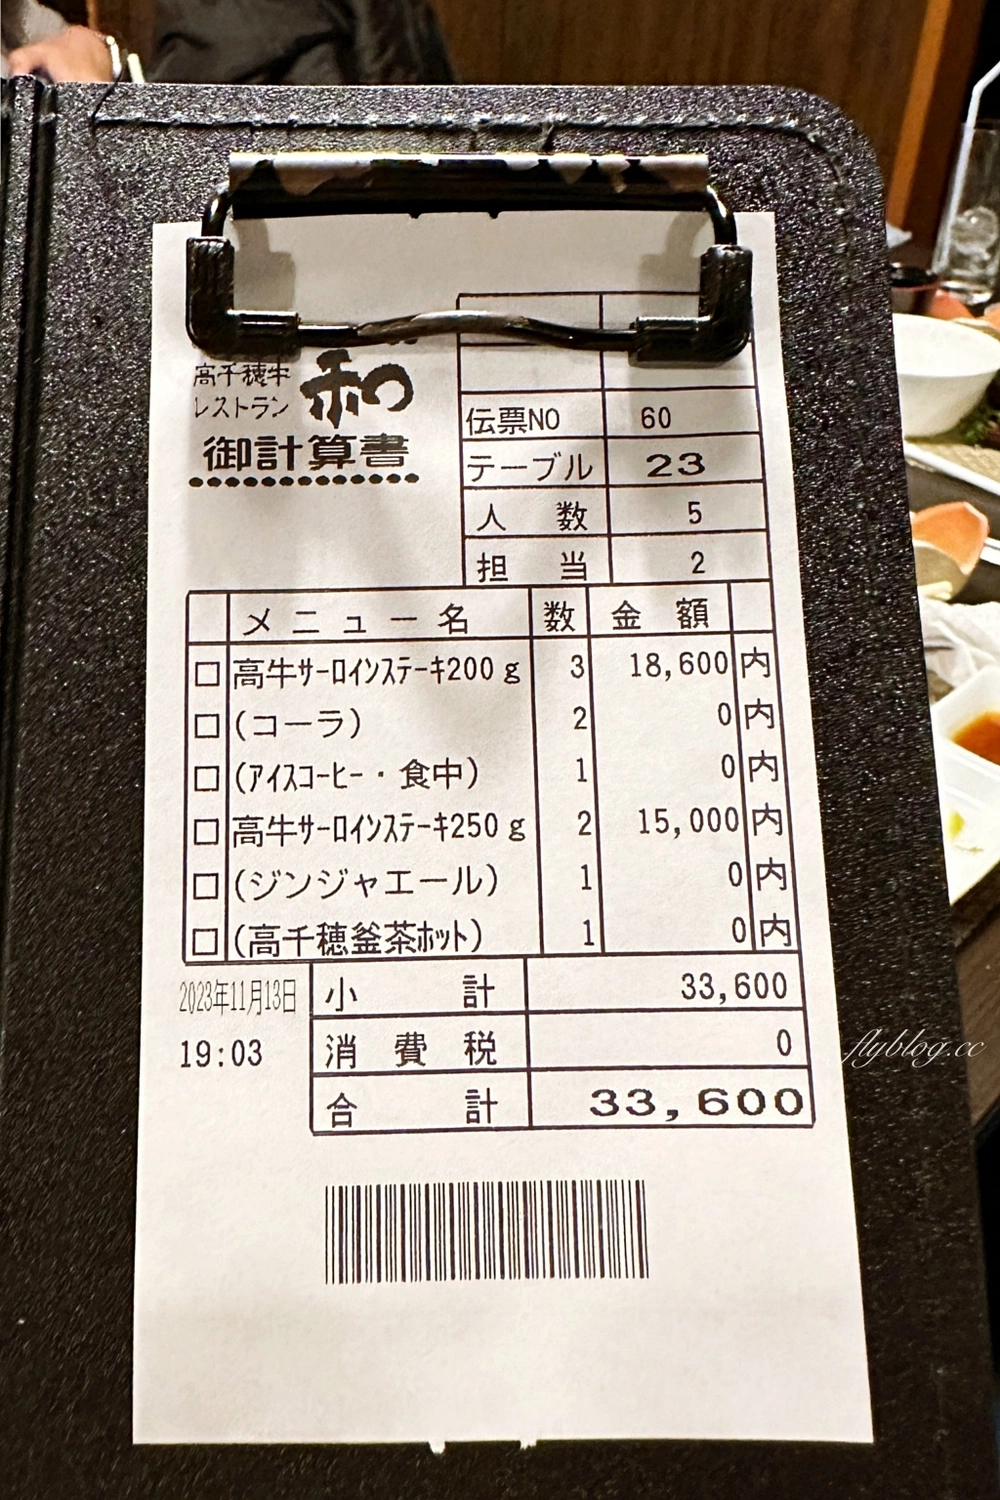 高千穂牛
レストラン
和
御計算書
伝票NO 60
テーブル 23
人数 5
担当 2
メニュー名 数 金額
□ 高牛サーロインステーキ200g 3 18,600 内
□ (コーラ) 2 0 内
□ (アイスコーヒー・食中) 1 0 内
□ 高牛サーロインステーキ250g 2 15,000 内
□ (ジンジャエール) 1 0 内
□ (高千穂釜茶ホット) 1 0 内
2023年11月13日
19:03
小計 33,600
消費税 0
合計 33,600
flyblog.cc